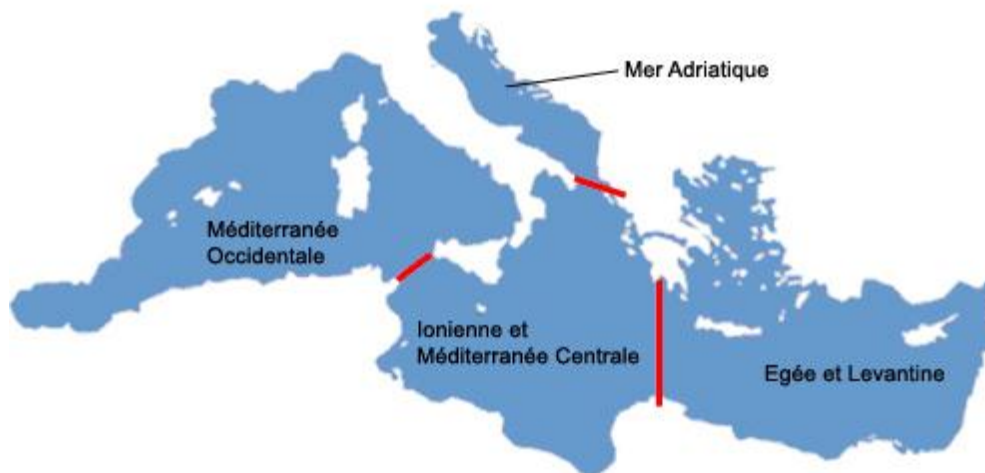 Mer Adriatique
Méditerranée
Occidentale
Ionienne et
Méditerranée Centrale
Egée et Levantine